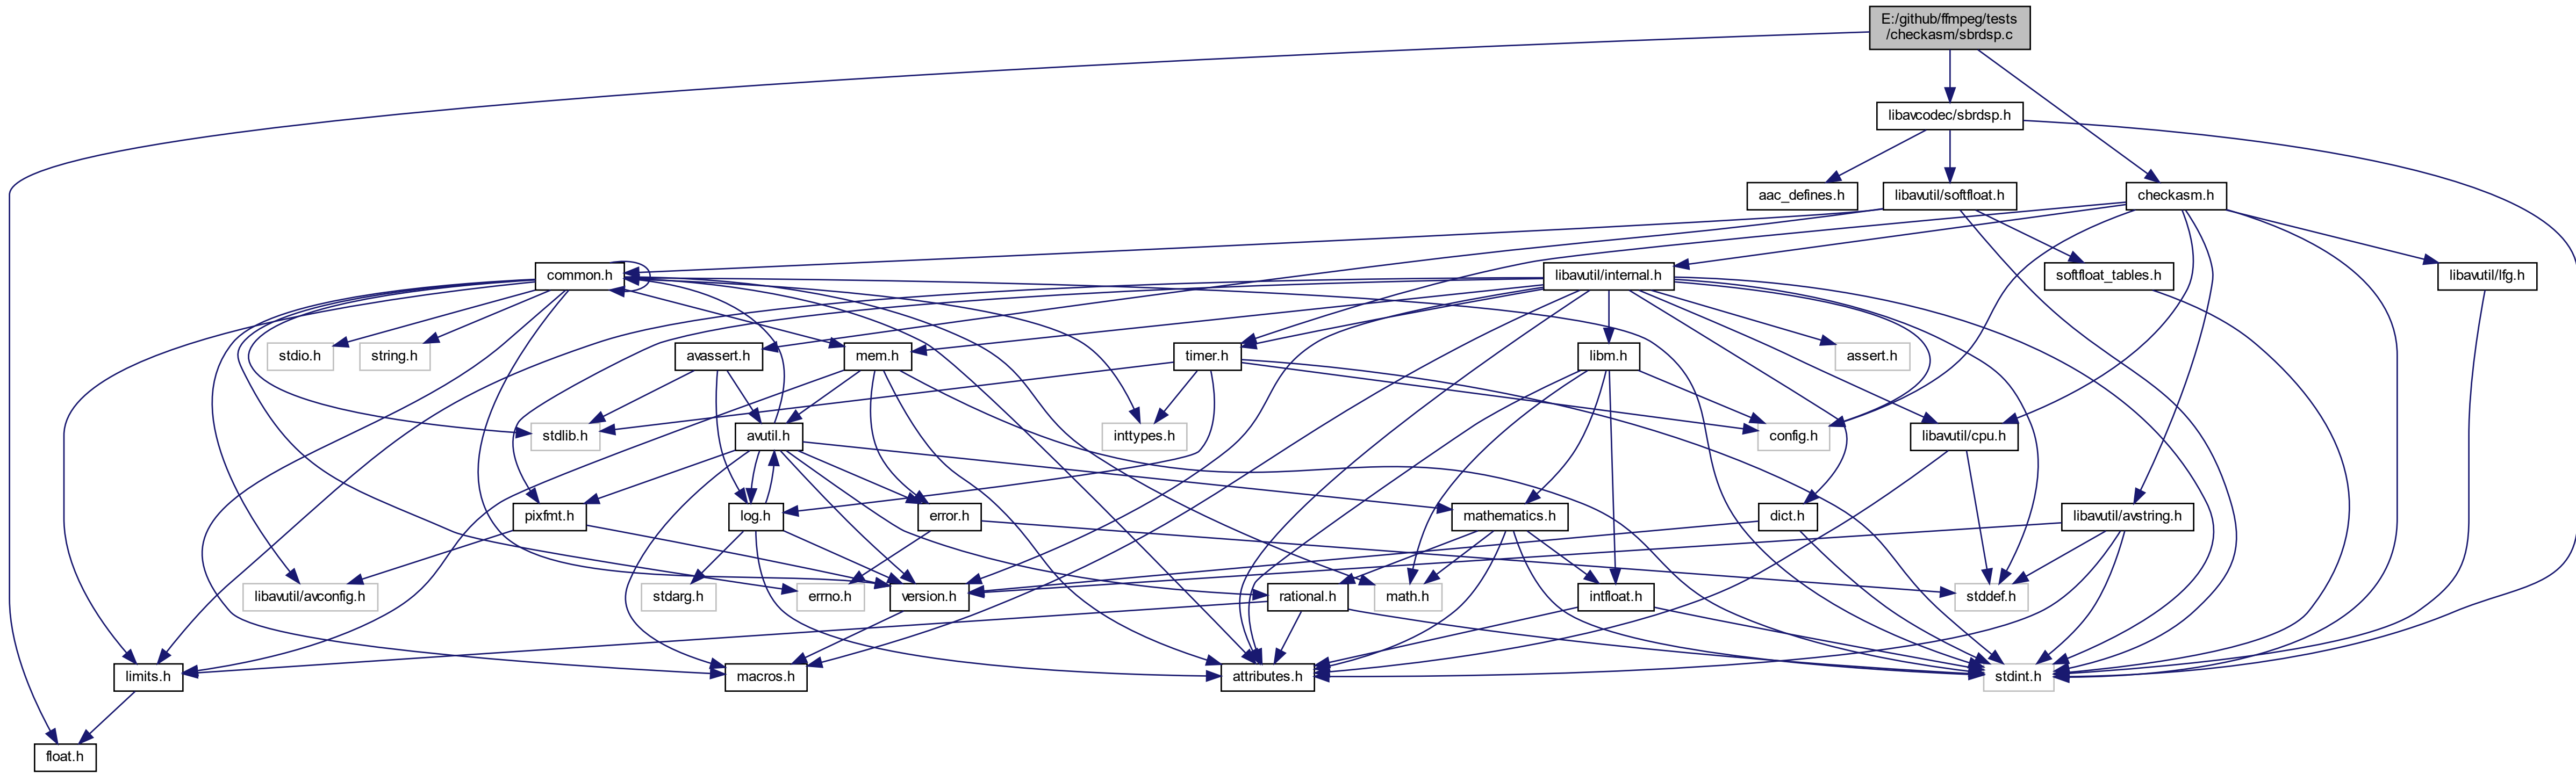 E:/github/ffmpeg/tests
/checkasm/sbrdsp.c
libavcodec/sbrdsp.h
aac_defines.h
libavutil/softfloat.h
checkasm.h
common.h
libavutil/internal.h
softfloat_tables.h
libavutil/lfg.h
stdio.h
string.h
avassert.h
mem.h
timer.h
libm.h
assert.h
stdlib.h
avutil.h
inttypes.h
config.h
libavutil/cpu.h
pixfmt.h
log.h
error.h
mathematics.h
dict.h
libavutil/avstring.h
libavutil/avconfig.h
stdarg.h
errno.h
version.h
rational.h
math.h
intfloat.h
stddef.h
limits.h
macros.h
attributes.h
stdint.h
float.h